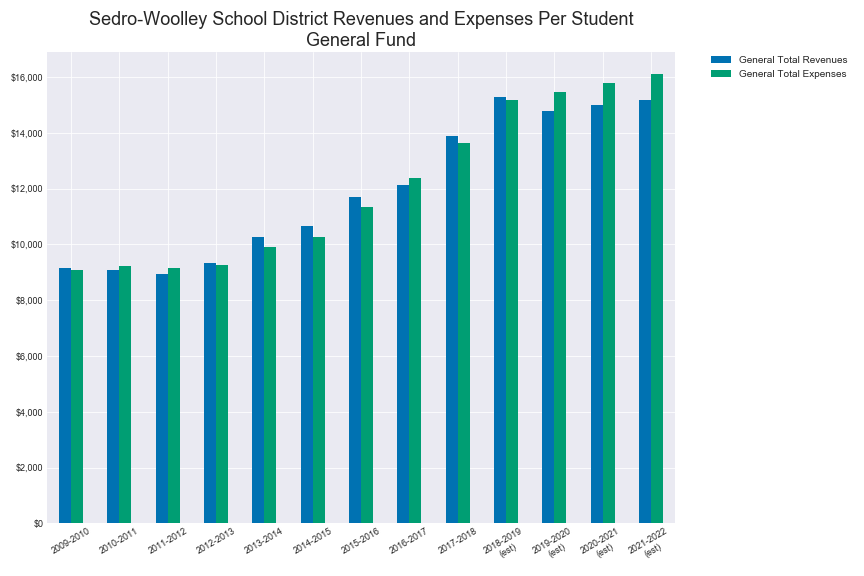 Sedro-Woolley School District Revenues and Expenses Per Student
General Fund
General Total Revenues
General Total Expenses
$16,000
$14,000
$12,000
$10,000
$8,000
$6,000
$4,000
$2,000
$0
2009-2010
2010-2011
2011-2012
2012-2013
2013-2014
2014-2015
2015-2016
2016-2017
2017-2018
2018-2019
(est)
2019-2020
(est)
2020-2021
(est)
2021-2022
(est)